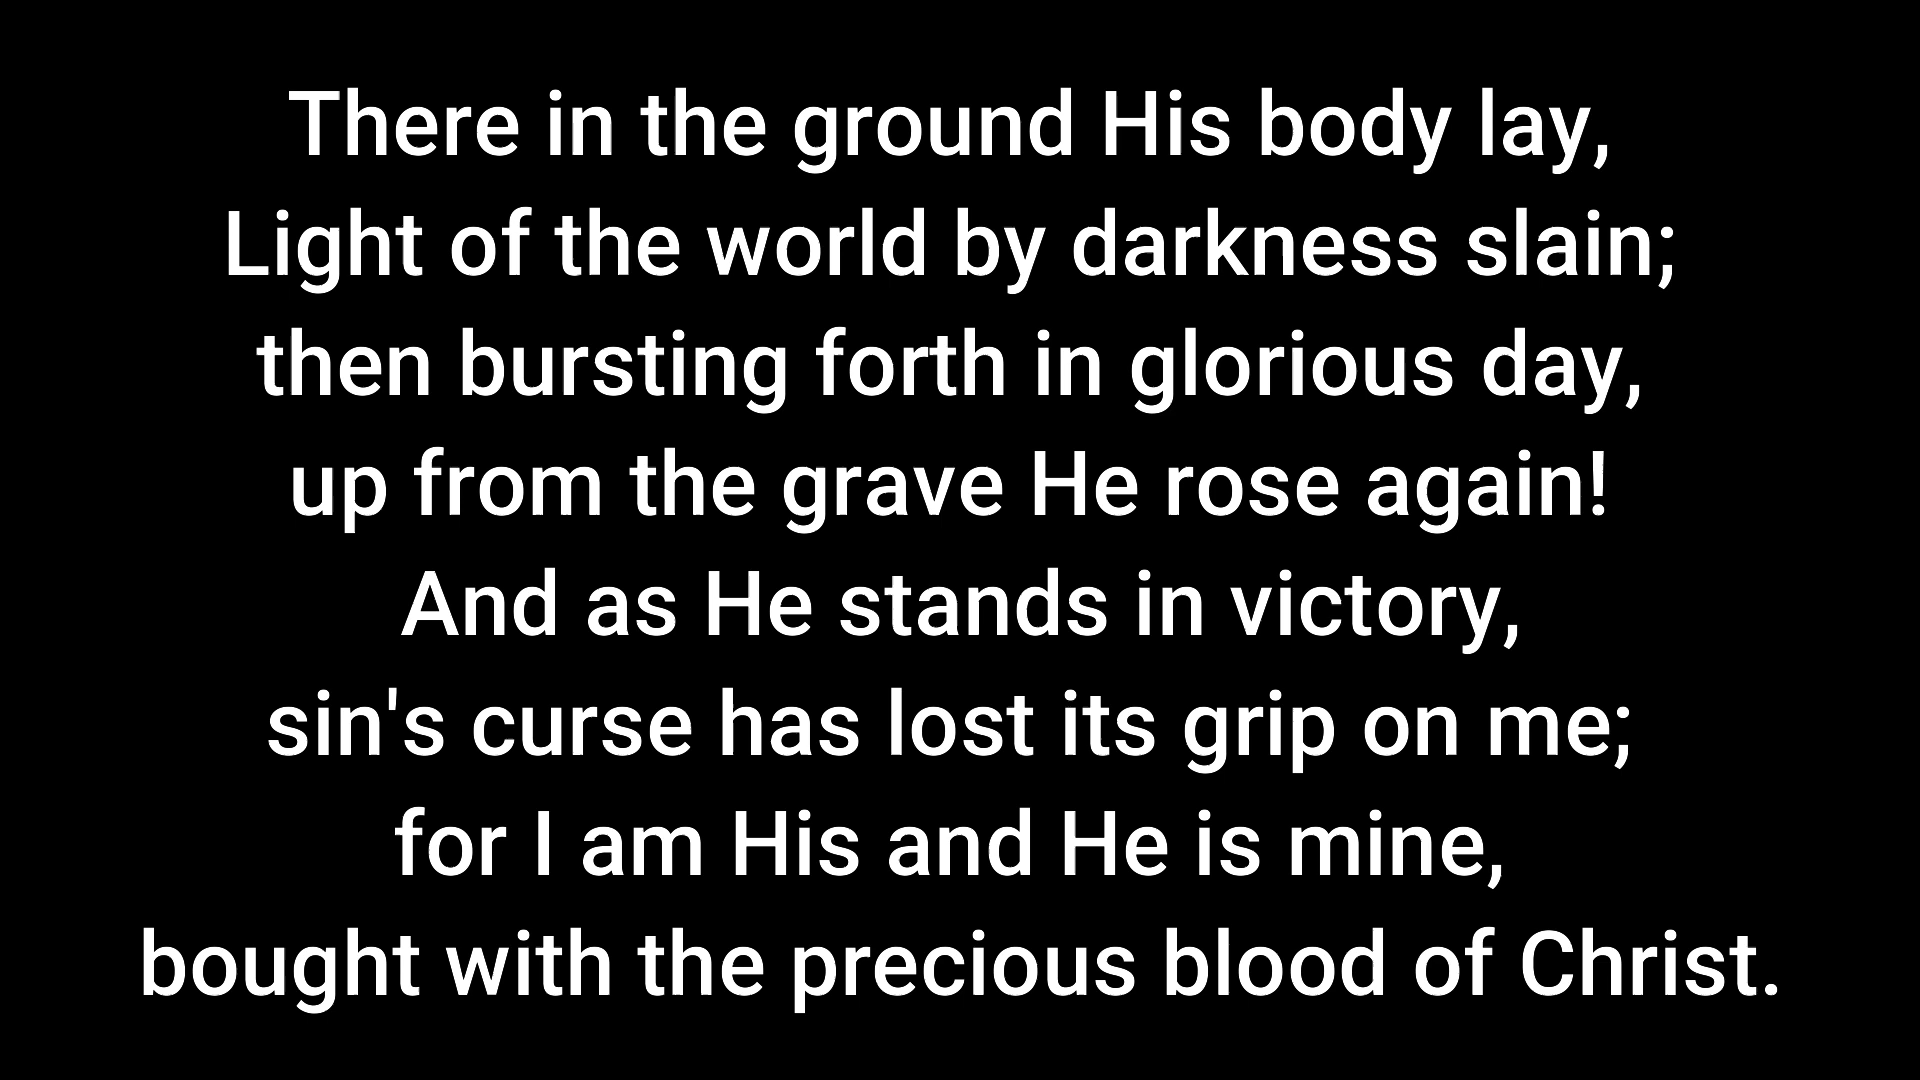 There in the ground His body lay,
Light of the world by darkness slain;
then bursting forth in glorious day,
up from the grave He rose again!
And as He stands in victory,
sin's curse has lost its grip on me;
for I am His and He is mine,
bought with the precious blood of Christ.